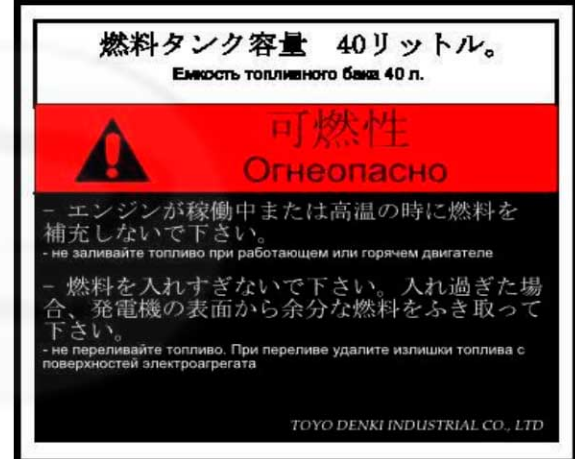 燃料タンク容量　40リットル。
Емкость топливного бака 40 л.
可燃性
Огнеопасно
- エンジンが稼働中または高温の時に燃料を
補充しないで下さい。
- не заливайте топливо при работающем или горячем двигателе
- 燃料を入れすぎないで下さい。入れ過ぎた場
合、発電機の表面から余分な燃料をふき取って
下さい。
- не переливайте топливо. При переливе удалите излишки топлива с
поверхностей электроагрегата
TOYO DENKI INDUSTRIAL CO., LTD